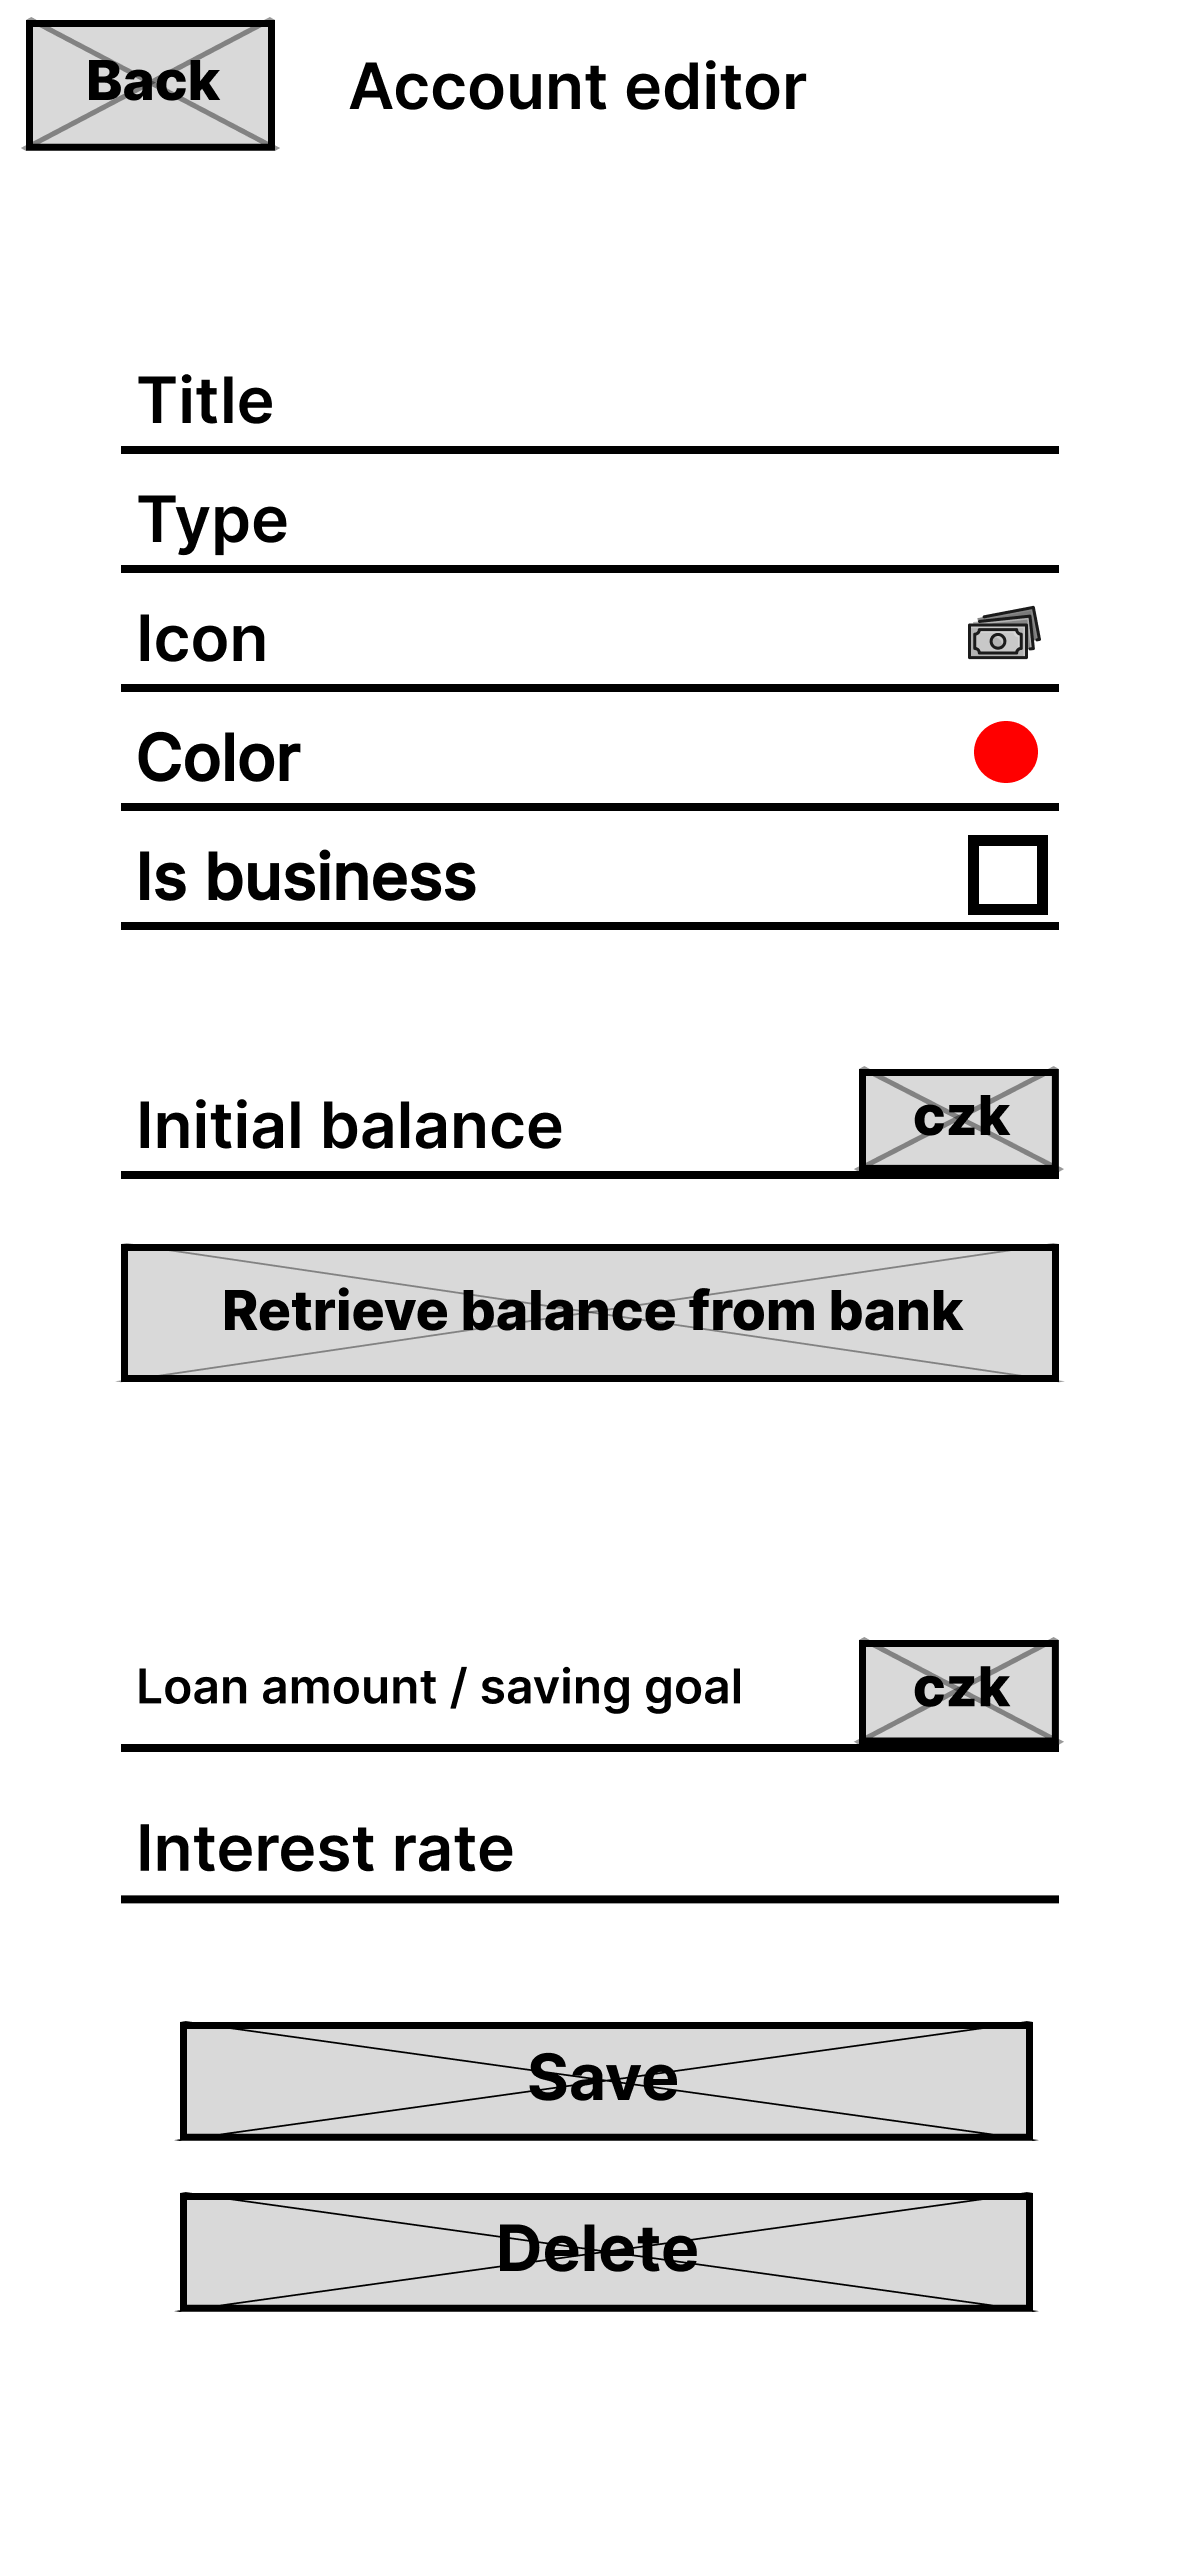 Back
Account editor
Title
Type
Icon
Color
Is business
Initial balance
czk
Retrieve balance from bank
Loan amount / saving goal
czk
Interest rate
Save
Delete